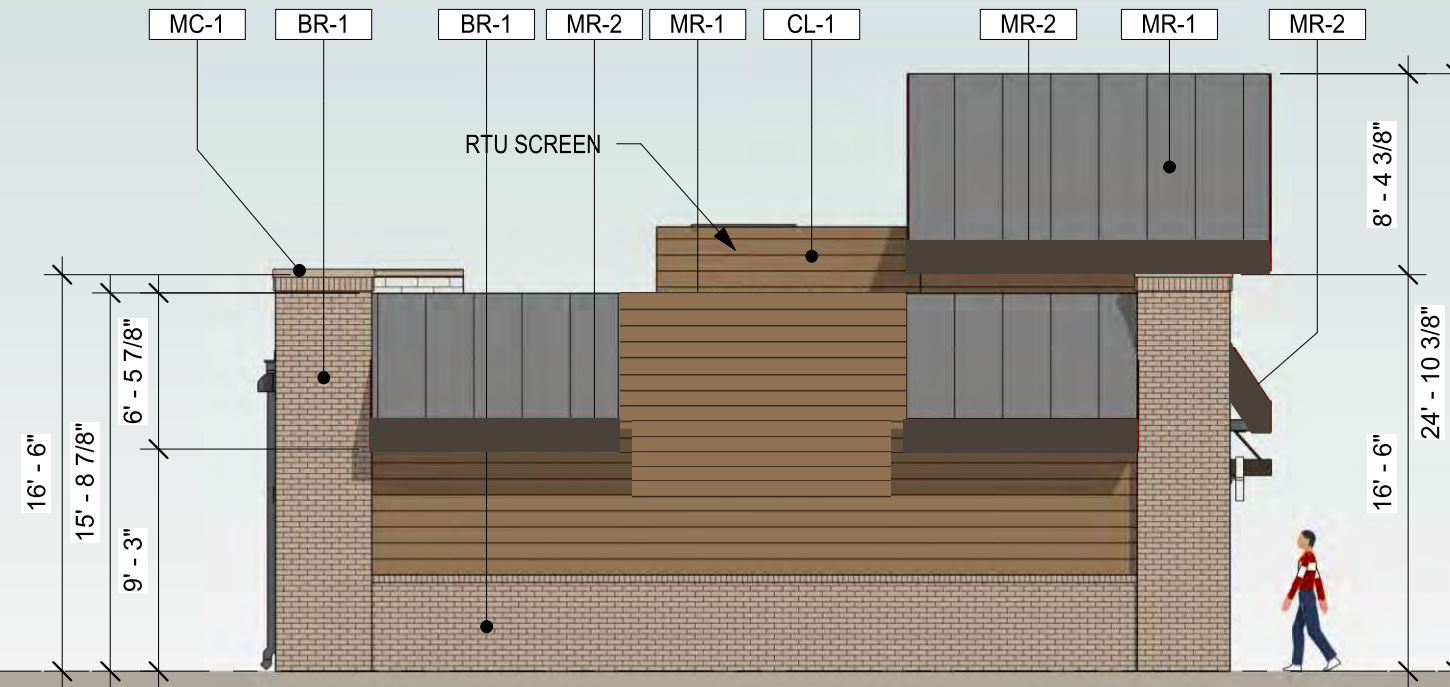 MC-1
BR-1
BR-1
MR-2
MR-1
CL-1
MR-2
MR-1
MR-2
RTU SCREEN
16' - 6"
15' - 8 7/8"
6' - 5 7/8"
9' - 3"
8' - 4 3/8"
16' - 6"
24' - 10 3/8"